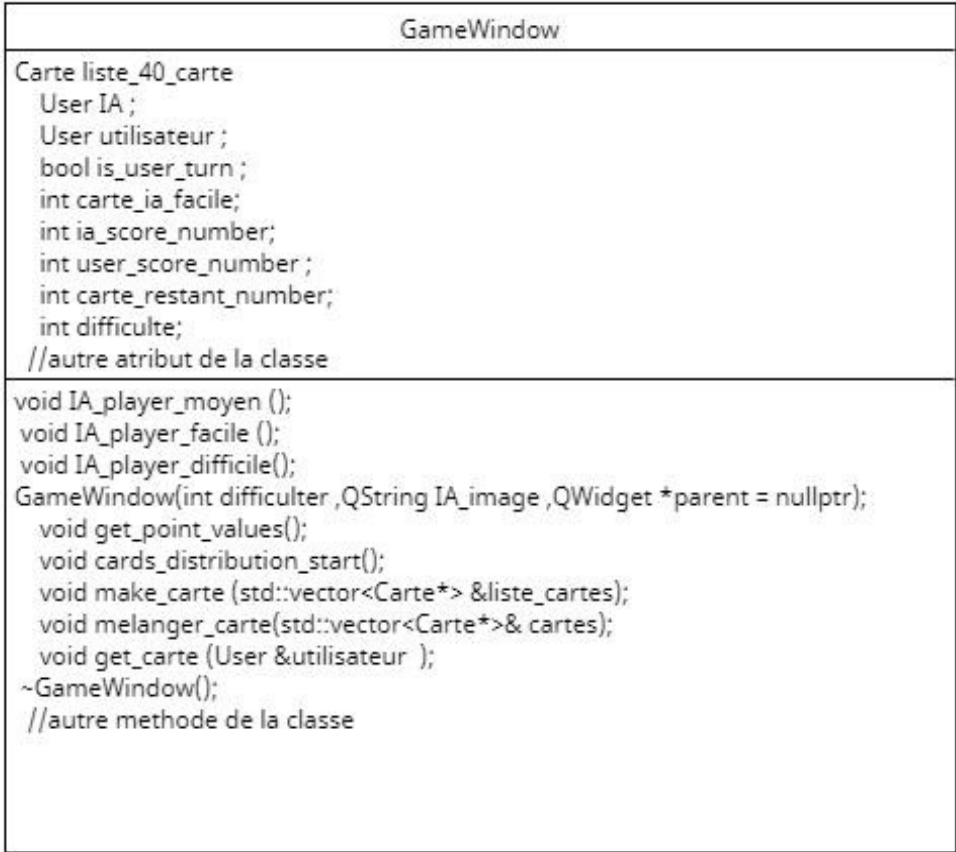 GameWindow
Carte liste_40_carte
User IA ;
User utilisateur ;
bool is_user_turn ;
int carte_ia_facile;
int ia_score_number;
int user_score_number ;
int carte_restant_number;
int difficulte;
//autre atribut de la classe
void IA_player_moyen ();
void IA_player_facile ();
void IA_player_difficile();
GameWindow(int difficulter ,QString IA_image ,QWidget *parent = nullptr);
void get_point_values();
void cards_distribution_start();
void make_carte (std::vector<Carte*> &liste_cartes);
void melanger_carte(std::vector<Carte*>& cartes);
void get_carte (User &utilisateur  );
~GameWindow();
//autre methode de la classe